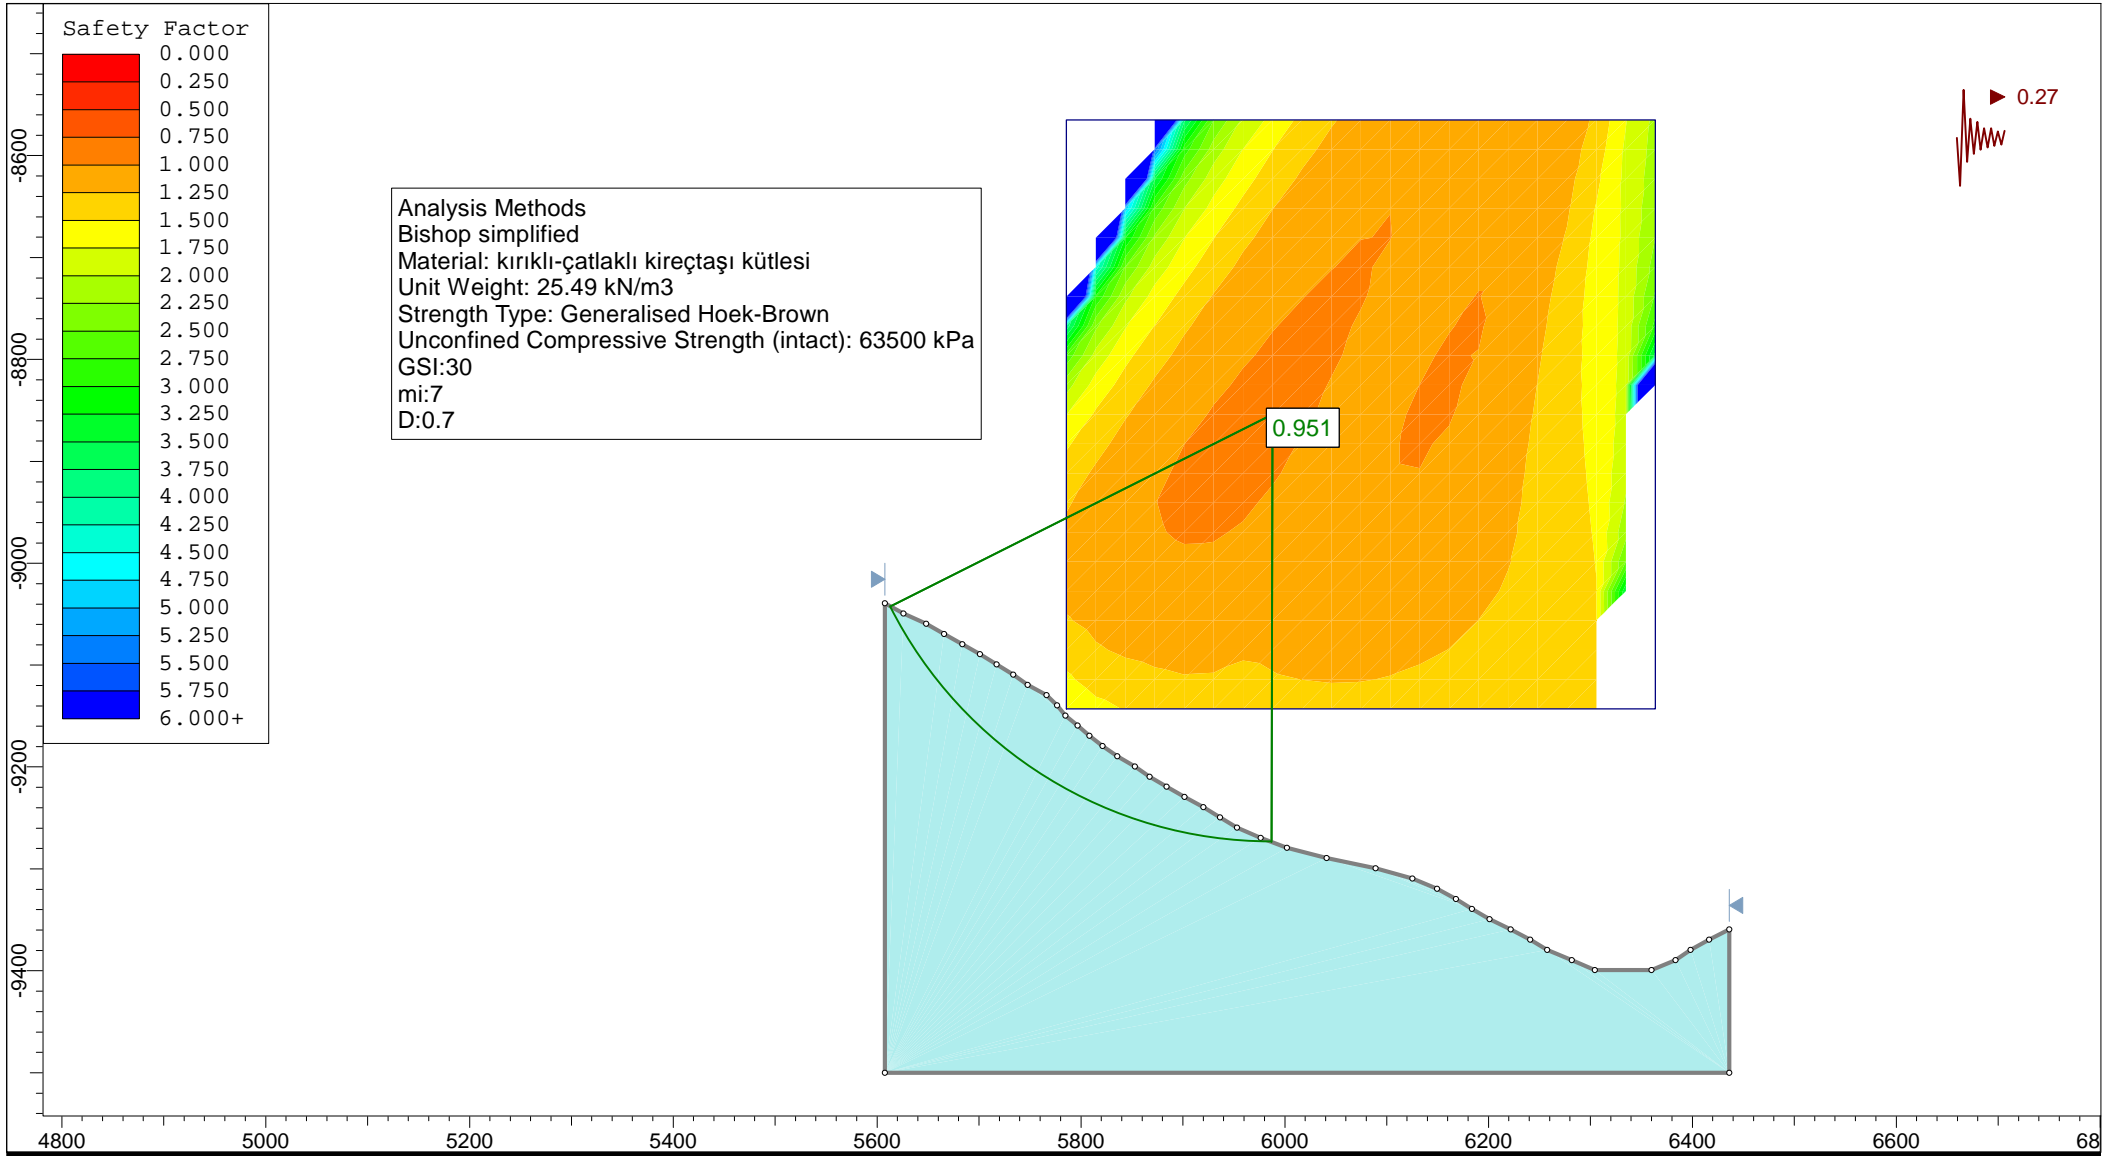 Safety Factor
0.000
0.250
0.500
0.750
1.000
1.250
1.500
1.750
2.000
2.250
2.500
2.750
3.000
3.250
3.500
3.750
4.000
4.250
4.500
4.750
5.000
5.250
5.500
5.750
6.000+
Analysis Methods
Bishop simplified
Material: kırıklı-çatlaklı kireçtaşı kütlesi
Unit Weight: 25.49 kN/m3
Strength Type: Generalised Hoek-Brown
Unconfined Compressive Strength (intact): 63500 kPa
GSI:30
mi:7
D:0.7
0.951
0.27
-8600
-8800
-9000
-9200
-9400
4800 5000 5200 5400 5600 5800 6000 6200 6400 6600 68